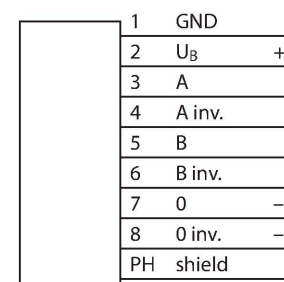 1 GND
2 U_B +
3 A
4 A inv.
5 B
6 B inv.
7 0 –
8 0 inv. –
PH shield